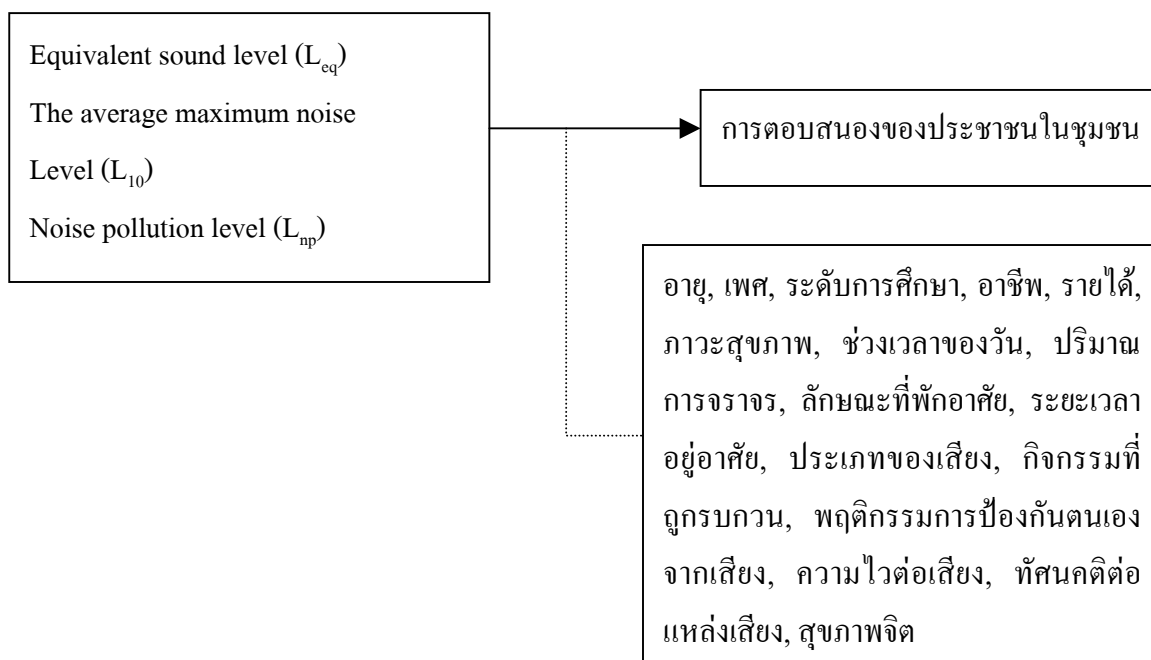 Equivalent sound level (Leq)
The average maximum noise
Level (L10)
Noise pollution level (Lnp)
การตอบสนองของประชาชนในชุมชน
อายุ, เพศ, ระดับการศึกษา, อาชีพ, รายได้,
ภาวะสุขภาพ, ช่วงเวลาของวัน, ปริมาณ
การจราจร, ลักษณะที่พักอาศัย, ระยะเวลา
อยู่อาศัย, ประเภทของเสียง, กิจกรรมที่
ถูกรบกวน, พฤติกรรมการป้องกันตนเอง
จากเสียง, ความไวต่อเสียง, ทัศนคติต่อ
แหล่งเสียง, สุขภาพจิต